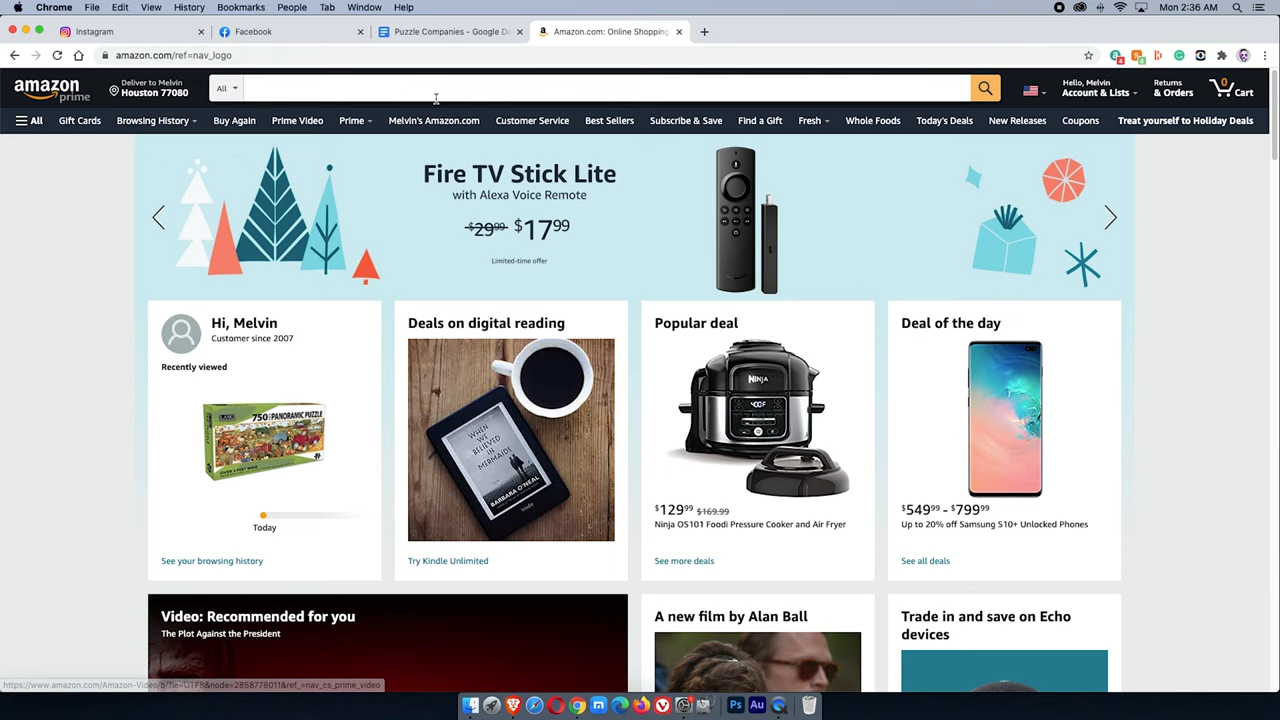 Chrome File Edit View History Bookmarks People Tab Window Help
Mon 2:36 AM
Instagram
Facebook
Puzzle Companies - Google Do
Amazon.com: Online Shopping
amazon.com/ref=nav_logo
4
amazon
prime
Deliver to Melvin
Houston 77080
All
Hello, Melvin
Account & Lists
Returns
& Orders
0
Cart
All Gift Cards Browsing History Buy Again Prime Video Prime Melvin's Amazon.com Customer Service Best Sellers Subscribe & Save Find a Gift Fresh Whole Foods Today's Deals New Releases Coupons Treat yourself to Holiday Deals
Fire TV Stick Lite
with Alexa Voice Remote
$29.99 $17.99
Limited-time offer
Hi, Melvin
Customer since 2007
Recently viewed
750 PANORAMIC PUZZLE
OVER 3 FEET WIDE
Today
See your browsing history
Deals on digital reading
WHEN
WE
BELIEVED
IN
MERMAIDS
BARBARA O'NEAL
Try Kindle Unlimited
Popular deal
NINJA
400F
$129.99 $169.99
Ninja OS101 Foodi Pressure Cooker and Air Fryer
See more deals
Deal of the day
$549.99 - $799.99
Up to 20% off Samsung S10+ Unlocked Phones
See all deals
Video: Recommended for you
The Plot Against the President
A new film by Alan Ball
Trade in and save on Echo
devices
https://www.amazon.com/Amazon-Video/b/?ie=UTF8&node=2858778011&ref_=nav_cs_prime_video
Ps
Au